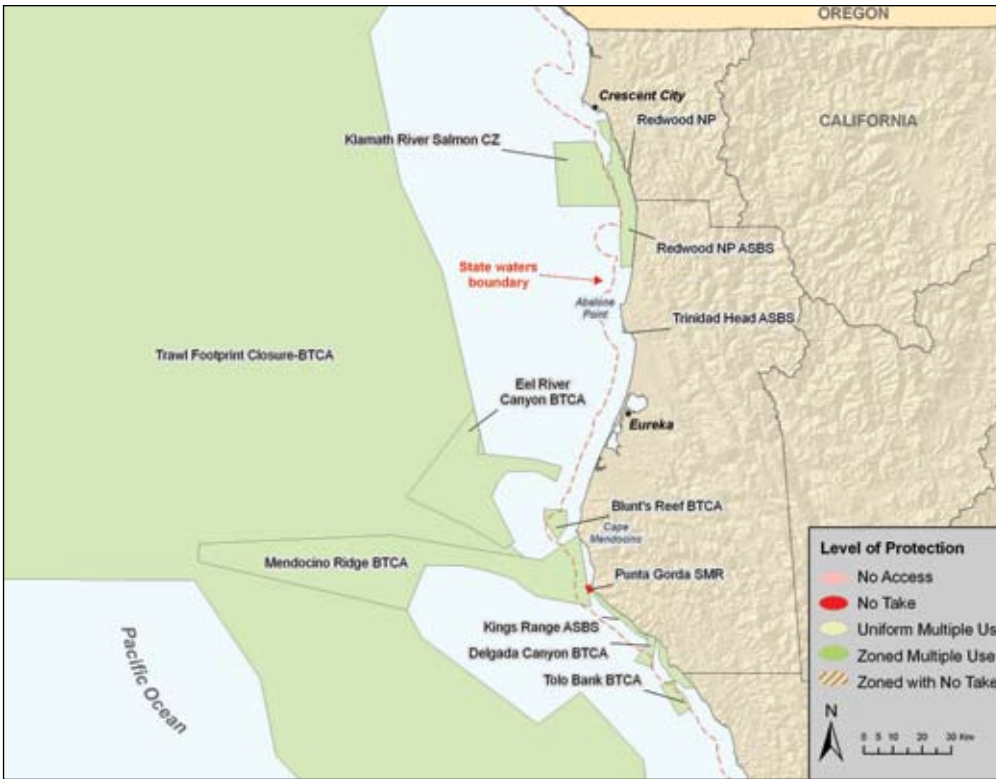 OREGON
Crescent City
Redwood NP
CALIFORNIA
Klamath River Salmon CZ
Redwood NP ASBS
State waters
boundary
Abalone
Point
Trinidad Head ASBS
Trawl Footprint Closure-BTCA
Eel River
Canyon BTCA
Eureka
Blunt's Reef BTCA
Cape
Mendocino
Mendocino Ridge BTCA
Punta Gorda SMR
Kings Range ASBS
Delgada Canyon BTCA
Tolo Bank BTCA
Pacific Ocean
Level of Protection
No Access
No Take
Uniform Multiple Us
Zoned Multiple Use
Zoned with No Take
N
0 5 10 20 30 Km